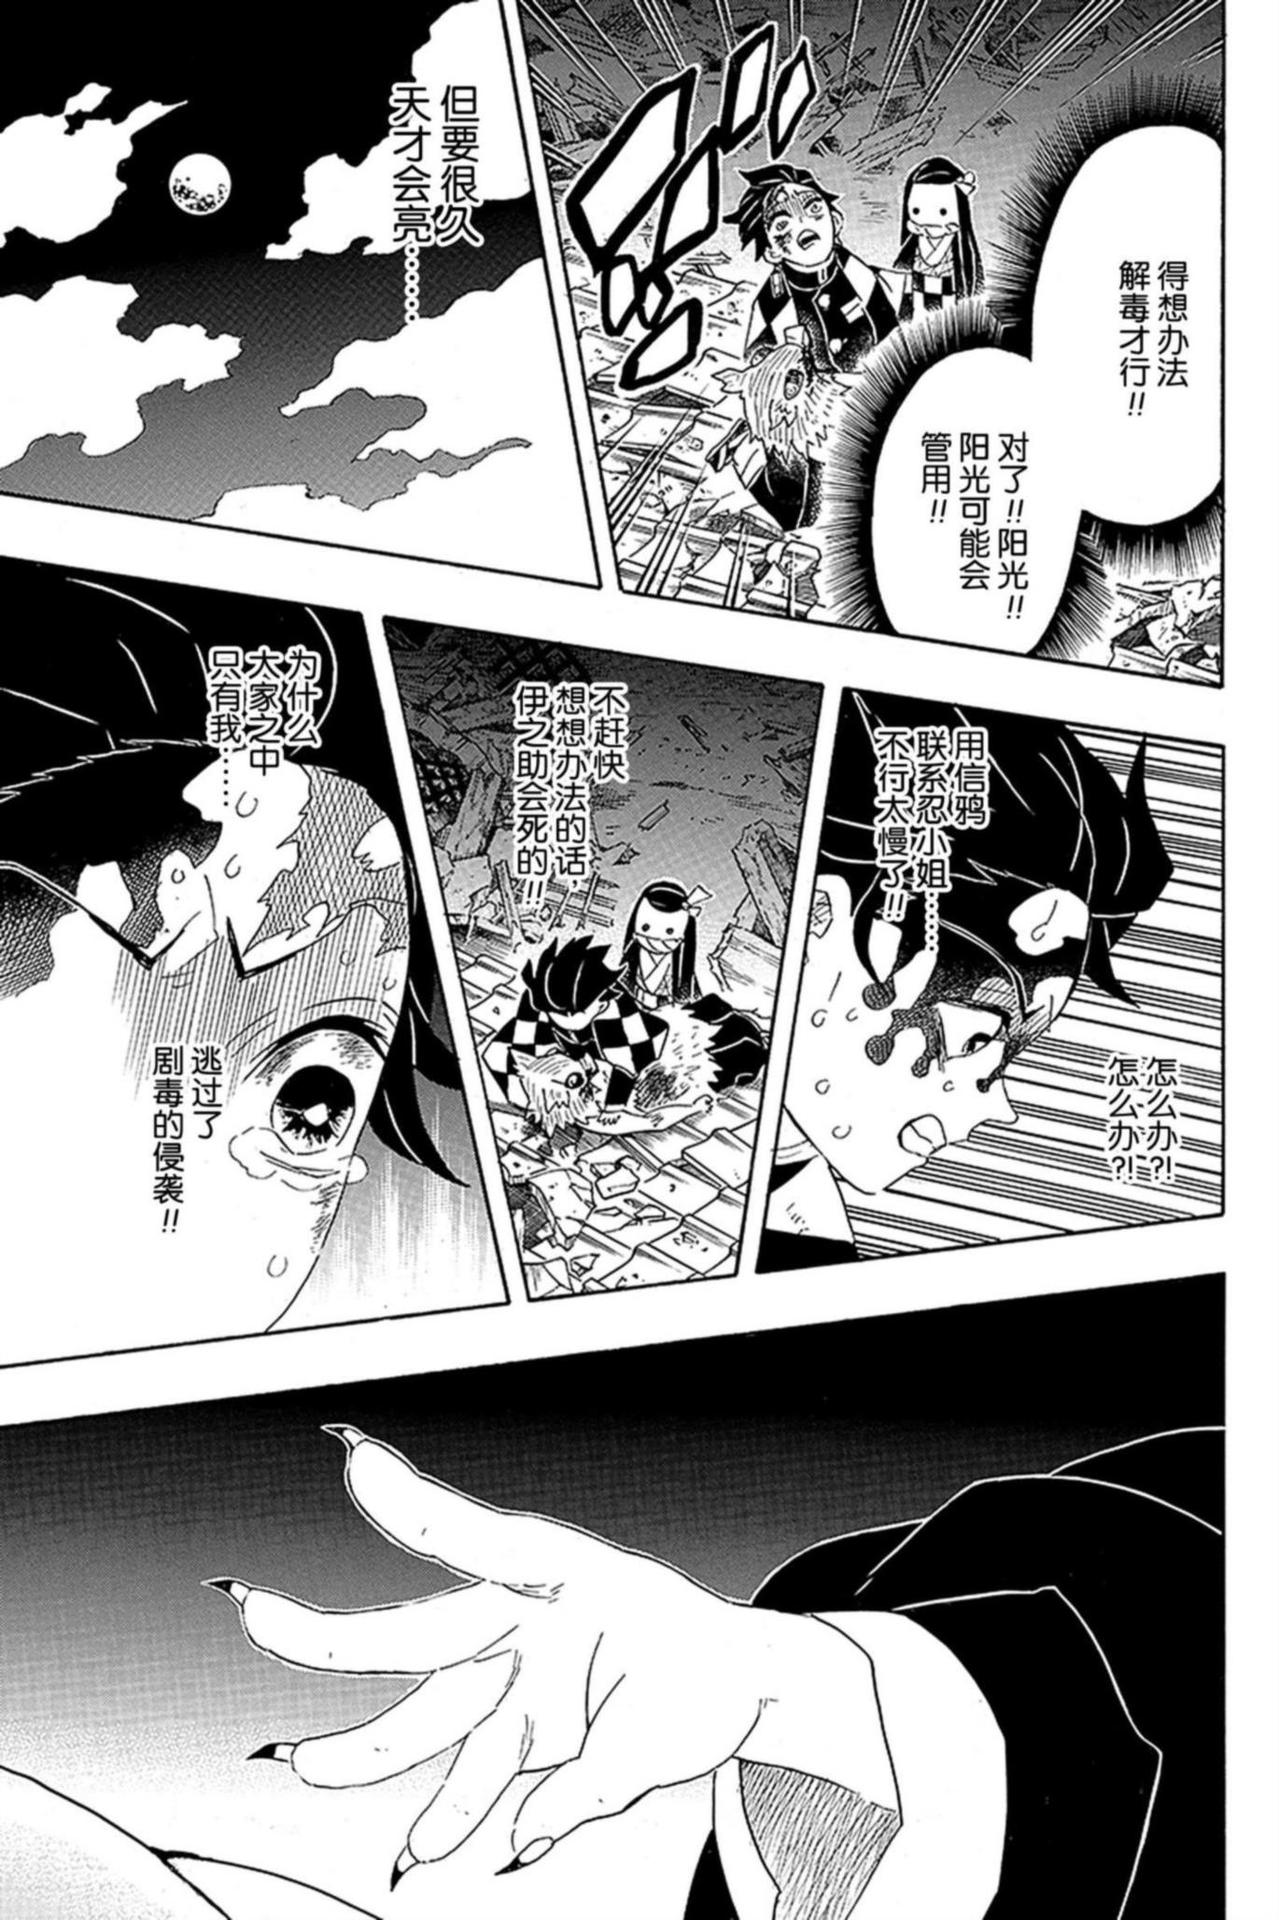 得想办法
解毒才行!!
对了!!阳光!!
阳光可能会
管用!!
但要很久
天才会亮……
用信鸦
联系忍小姐……
不行太慢了!!
怎么办?!
怎么办?!
不赶快
想想办法的话,
伊之助会死的!!
为什么
大家之中
只有我……
逃过了
剧毒的侵袭!!